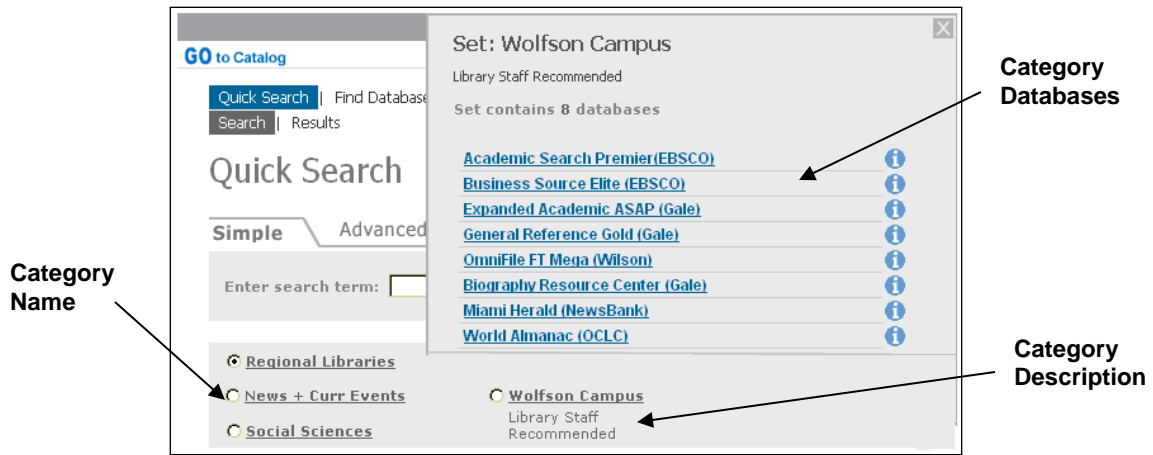 GO to Catalog
Quick Search | Find Database
Search | Results
Quick Search
Simple Advanced
Enter search term:
Set: Wolfson Campus
Library Staff Recommended
Set contains 8 databases
Academic Search Premier(EBSCO)
Business Source Elite (EBSCO)
Expanded Academic ASAP (Gale)
General Reference Gold (Gale)
OmniFile FT Mega (Wilson)
Biography Resource Center (Gale)
Miami Herald (NewsBank)
World Almanac (OCLC)
Regional Libraries
News + Curr Events
Social Sciences
Wolfson Campus
Library Staff
Recommended
Category
Name
Category
Databases
Category
Description